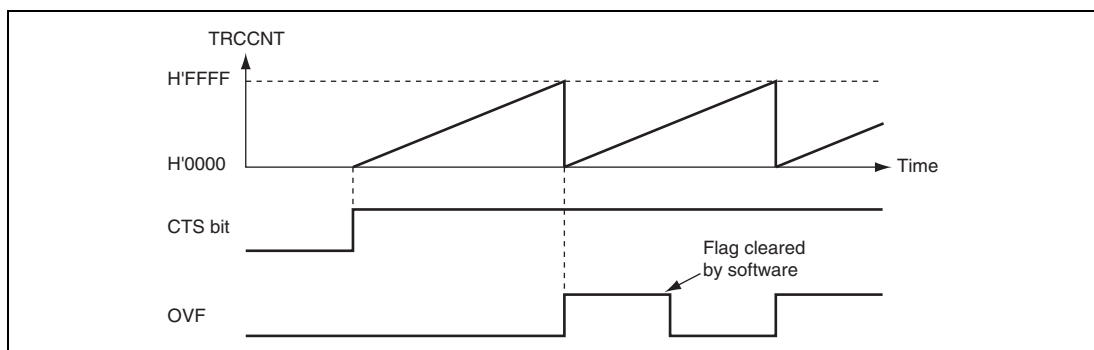 TRCCNT
H'FFFF
H'0000
Time
CTS bit
Flag cleared
by software
OVF